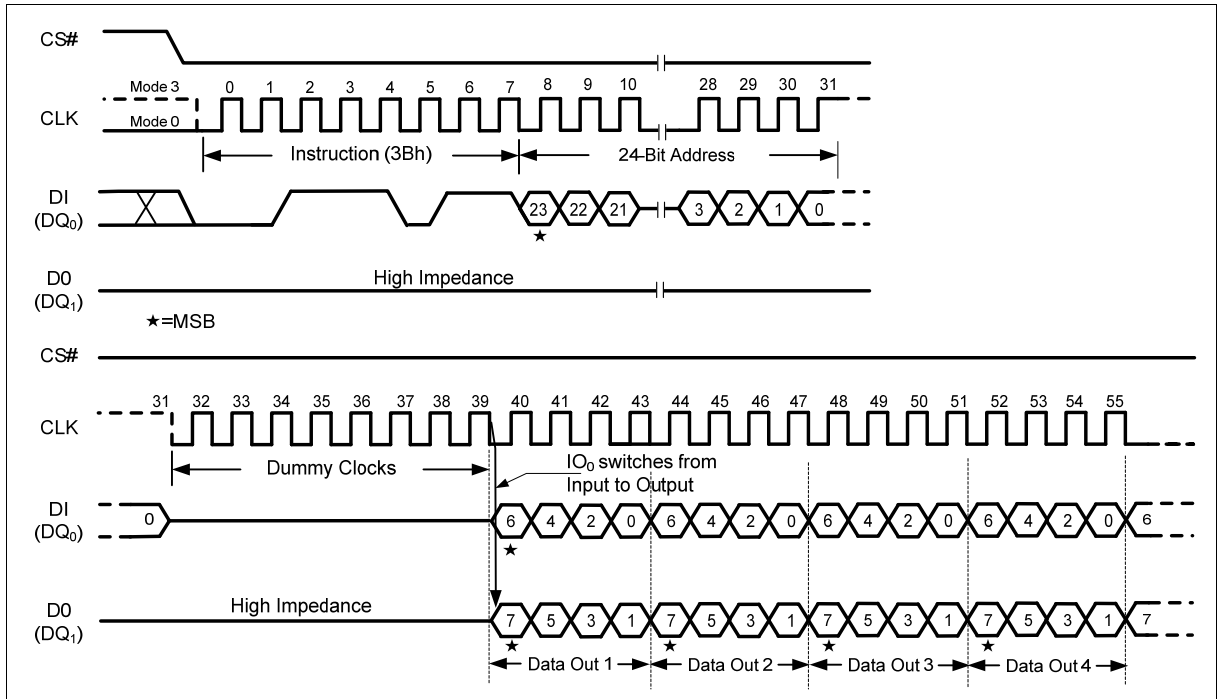 CS#
Mode 3 0 1 2 3 4 5 6 7 8 9 10 28 29 30 31
CLK
Mode 0
Instruction (3Bh) 24-Bit Address
DI
(DQ0) 23 22 21 3 2 1 0
★
D0
(DQ1) High Impedance
★=MSB
CS#
31 32 33 34 35 36 37 38 39 40 41 42 43 44 45 46 47 48 49 50 51 52 53 54 55
CLK
Dummy Clocks
IO0 switches from
Input to Output
DI
(DQ0) 0 6 4 2 0 6 4 2 0 6 4 2 0 6 4 2 0 6
★
D0
(DQ1) High Impedance 7 5 3 1 7 5 3 1 7 5 3 1 7 5 3 1 7
★ ★ ★ ★
Data Out 1 Data Out 2 Data Out 3 Data Out 4